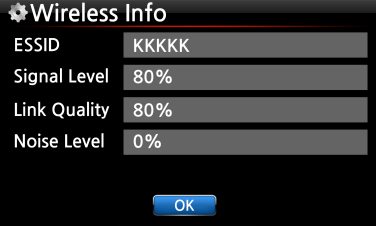 Wireless Info
ESSID KKKKK
Signal Level 80%
Link Quality 80%
Noise Level 0%
OK